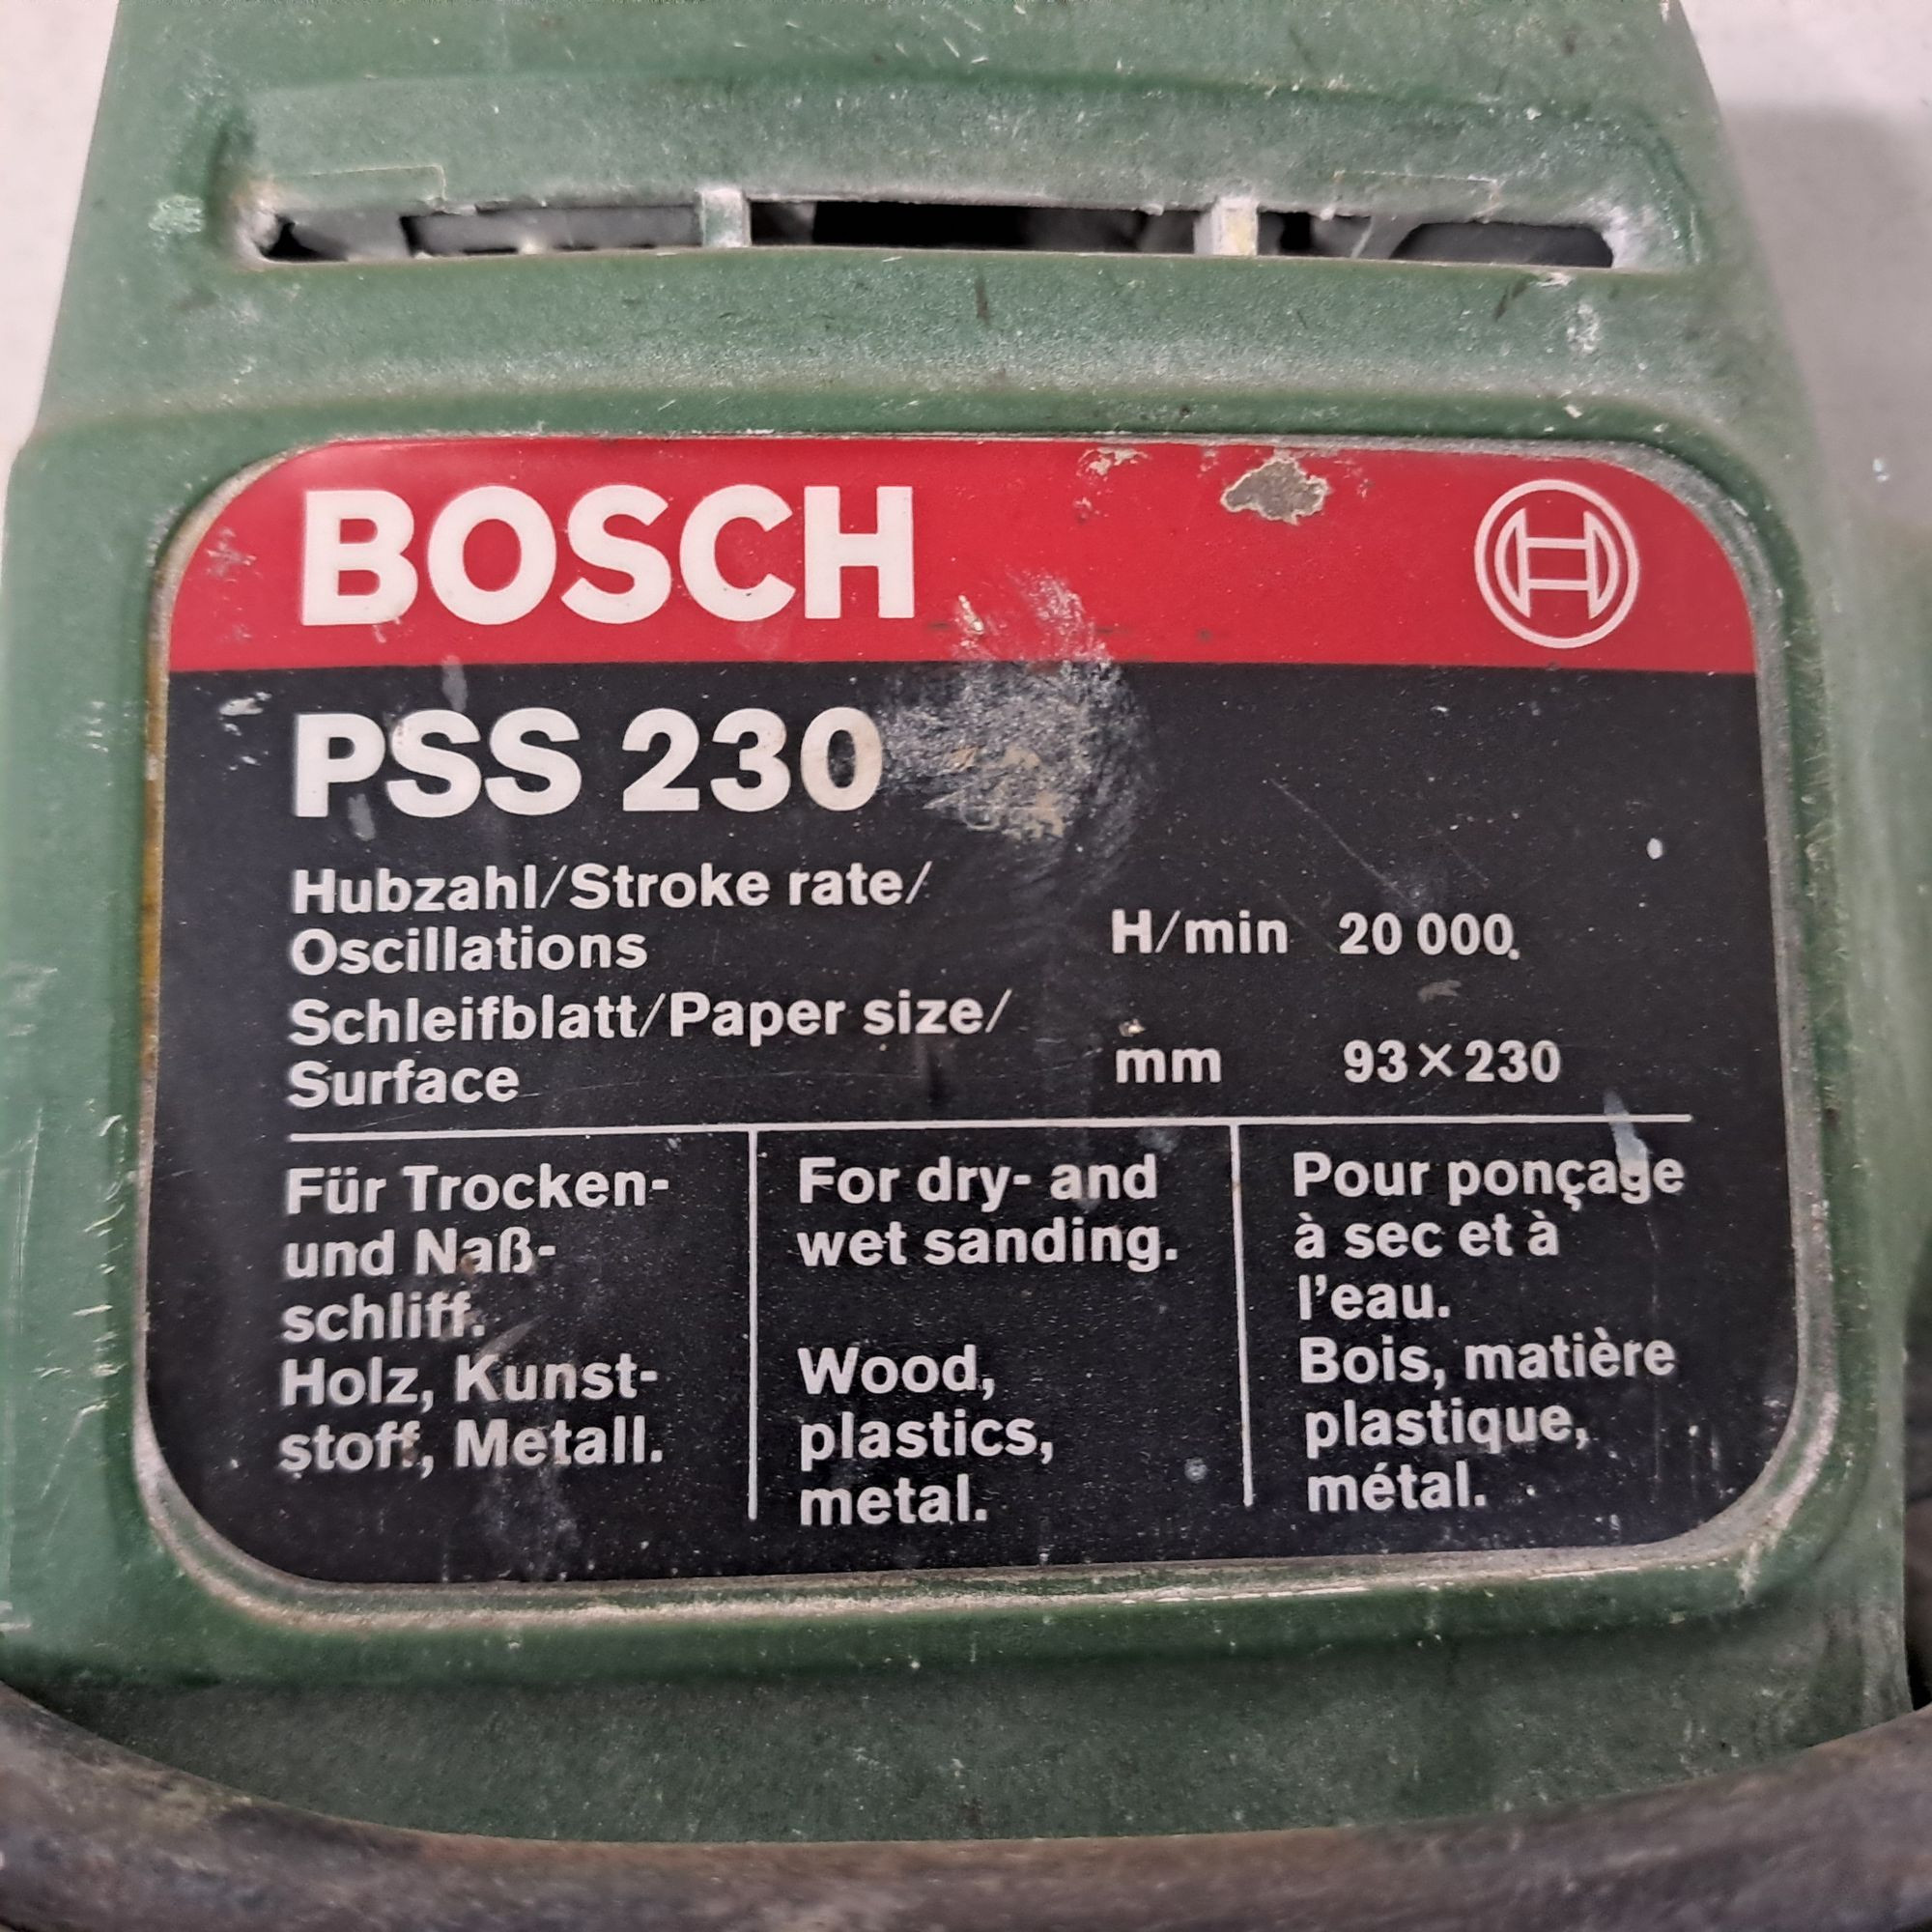 BOSCH
PSS 230
Hubzahl/Stroke rate/
Oscillations H/min 20 000
Schleifblatt/Paper size/
Surface mm 93×230
Für Trocken-
und Naß-
schliff.
Holz, Kunst-
stoff, Metall.
For dry- and
wet sanding.
Wood,
plastics,
metal.
Pour ponçage
à sec et à
l'eau.
Bois, matière
plastique,
métal.